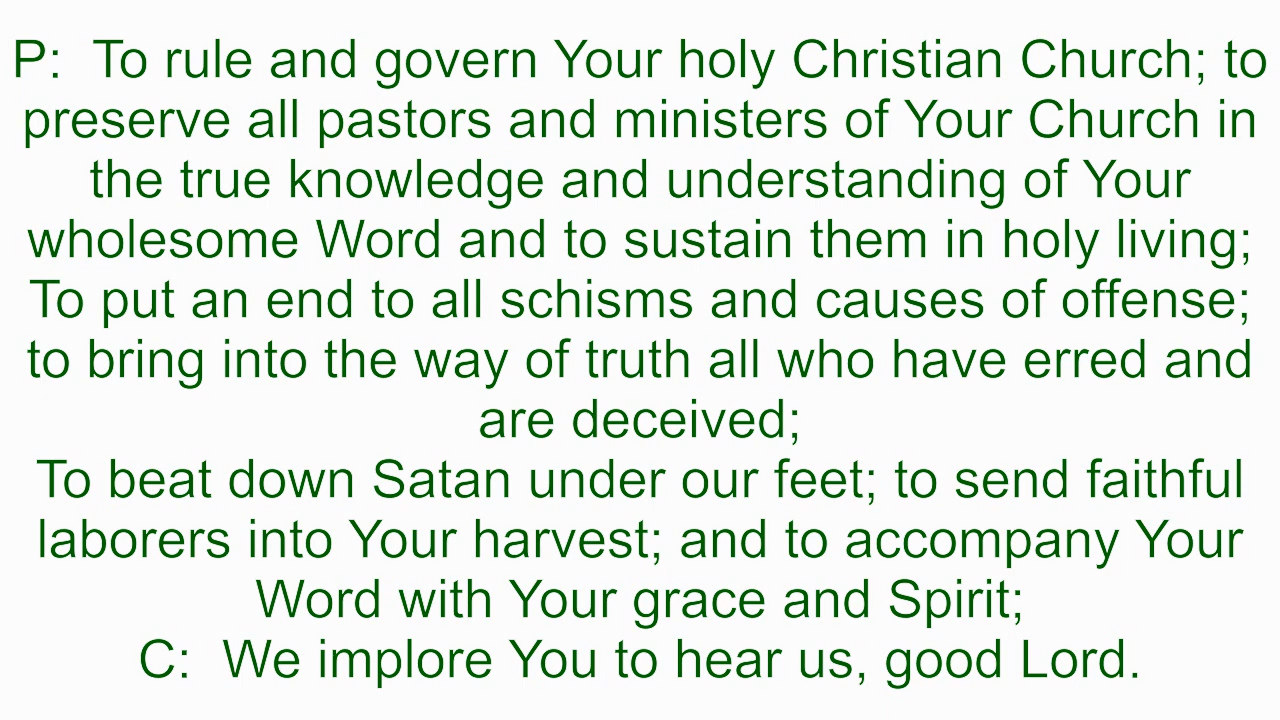 P:  To rule and govern Your holy Christian Church; to
preserve all pastors and ministers of Your Church in
the true knowledge and understanding of Your
wholesome Word and to sustain them in holy living;
To put an end to all schisms and causes of offense;
to bring into the way of truth all who have erred and
are deceived;
To beat down Satan under our feet; to send faithful
laborers into Your harvest; and to accompany Your
Word with Your grace and Spirit;
C:  We implore You to hear us, good Lord.